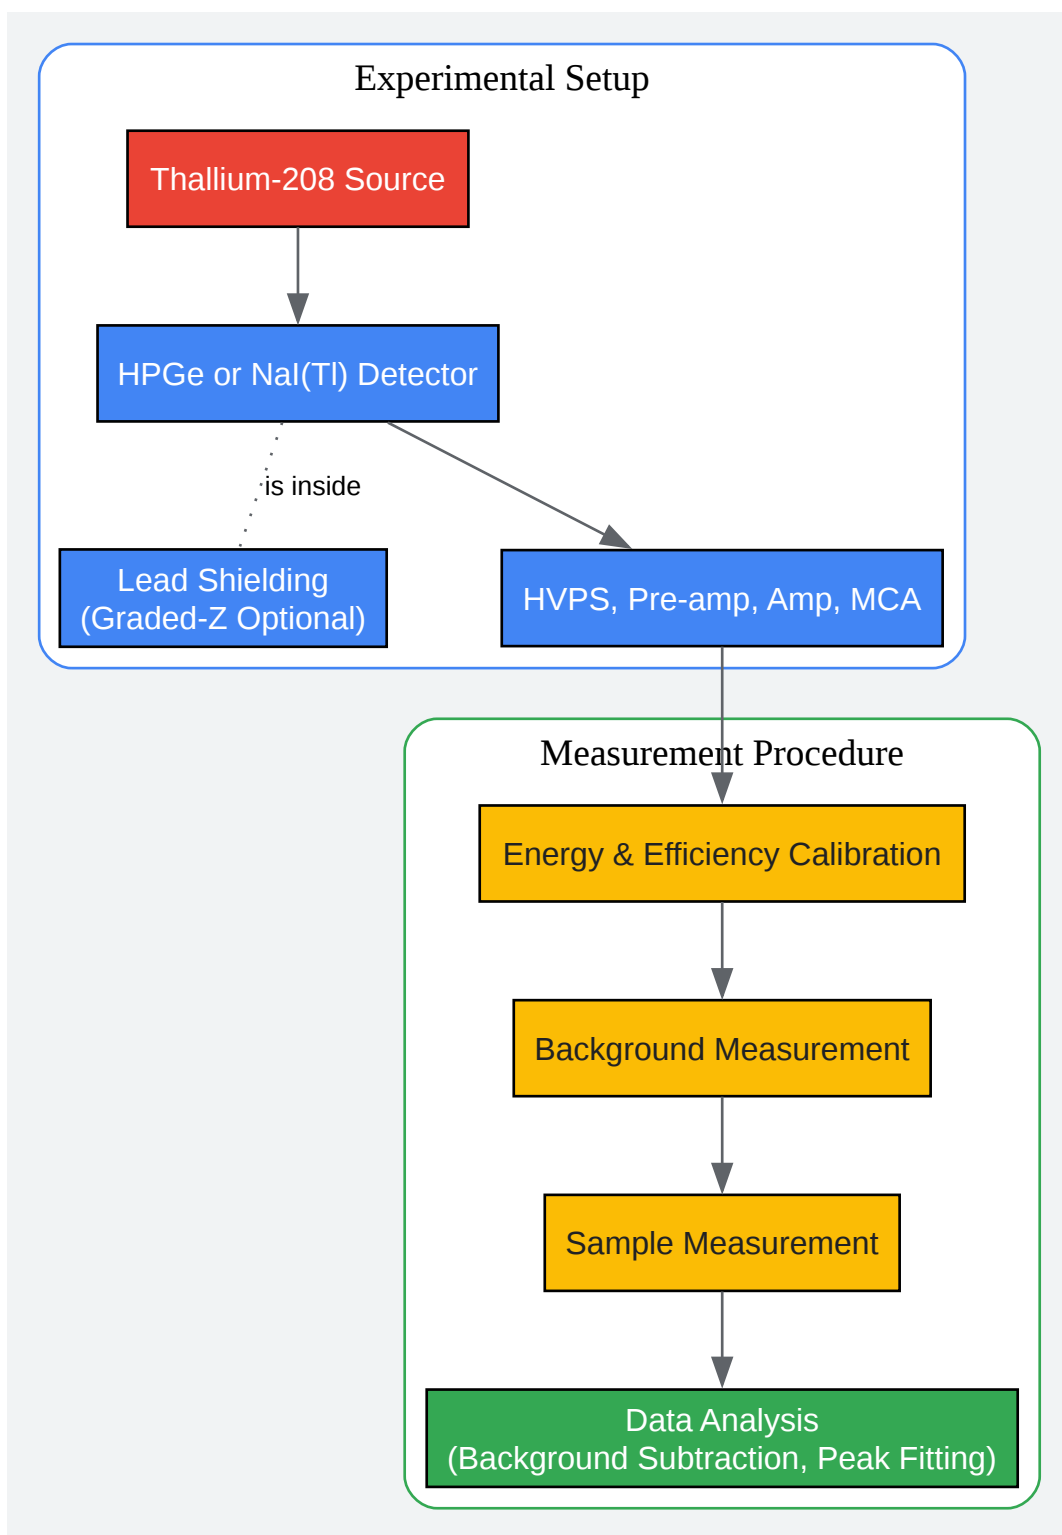 Experimental Setup
Thallium-208 Source
HPGe or NaI(Tl) Detector
is inside
Lead Shielding
(Graded-Z Optional)
HVPS, Pre-amp, Amp, MCA
Measurement Procedure
Energy & Efficiency Calibration
Background Measurement
Sample Measurement
Data Analysis
(Background Subtraction, Peak Fitting)